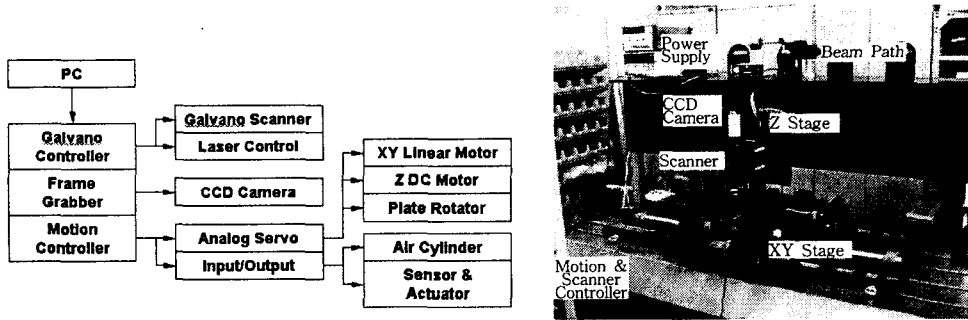 PC
Galvano
Controller
Frame
Grabber
Motion
Controller
Galvano Scanner
Laser Control
CCD Camera
Analog Servo
Input/Output
XY Linear Motor
Z DC Motor
Plate Rotator
Air Cylinder
Sensor &
Actuator
Power
Supply
Beam Path
CCD
Camera
Z Stage
Scanner
XY Stage
Motion &
Scanner
Controller